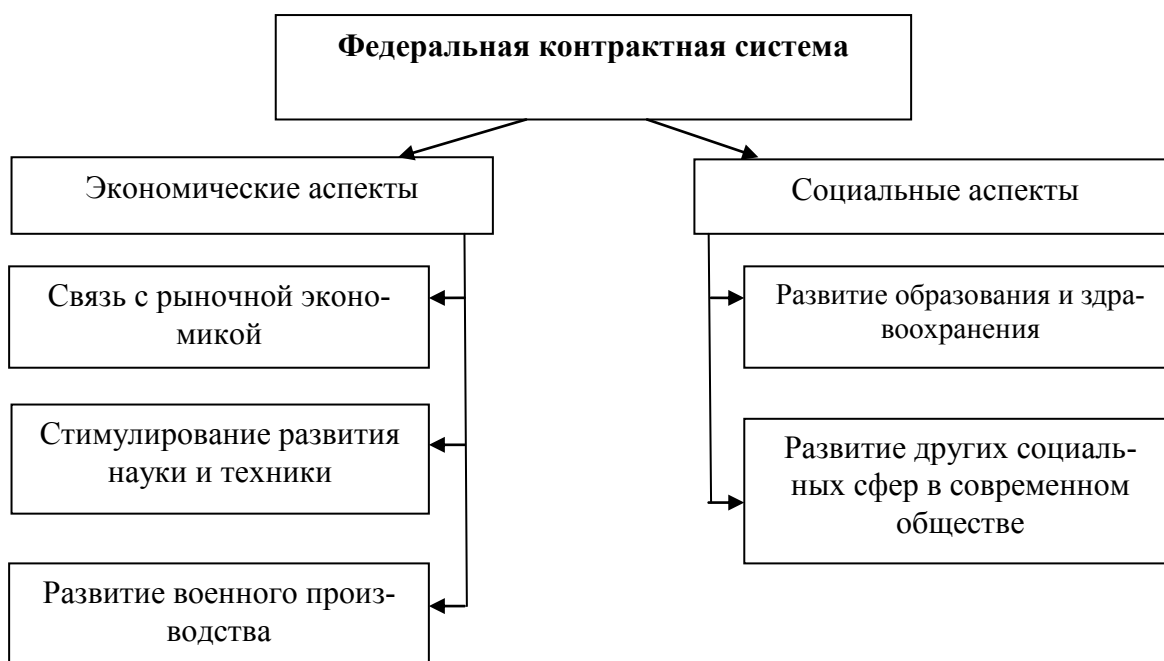 Федеральная контрактная система
Экономические аспекты
Социальные аспекты
Связь с рыночной эконо-
микой
Развитие образования и здра-
воохранения
Стимулирование развития
науки и техники
Развитие других социаль-
ных сфер в современном
обществе
Развитие военного произ-
водства